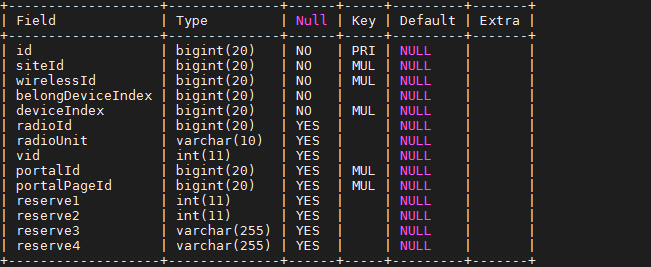 +-------------------+--------------+------+-----+---------+-------+
| Field             | Type         | Null | Key | Default | Extra |
+-------------------+--------------+------+-----+---------+-------+
| id                | bigint(20)   | NO   | PRI | NULL    |       |
| siteId            | bigint(20)   | NO   | MUL | NULL    |       |
| wirelessId        | bigint(20)   | NO   | MUL | NULL    |       |
| belongDeviceIndex | bigint(20)   | NO   |     | NULL    |       |
| deviceIndex       | bigint(20)   | NO   | MUL | NULL    |       |
| radioId           | bigint(20)   | YES  |     | NULL    |       |
| radioUnit         | varchar(10)  | YES  |     | NULL    |       |
| vid               | int(11)      | YES  |     | NULL    |       |
| portalId          | bigint(20)   | YES  | MUL | NULL    |       |
| portalPageId      | bigint(20)   | YES  | MUL | NULL    |       |
| reserve1          | int(11)      | YES  |     | NULL    |       |
| reserve2          | int(11)      | YES  |     | NULL    |       |
| reserve3          | varchar(255) | YES  |     | NULL    |       |
| reserve4          | varchar(255) | YES  |     | NULL    |       |
+-------------------+--------------+------+-----+---------+-------+